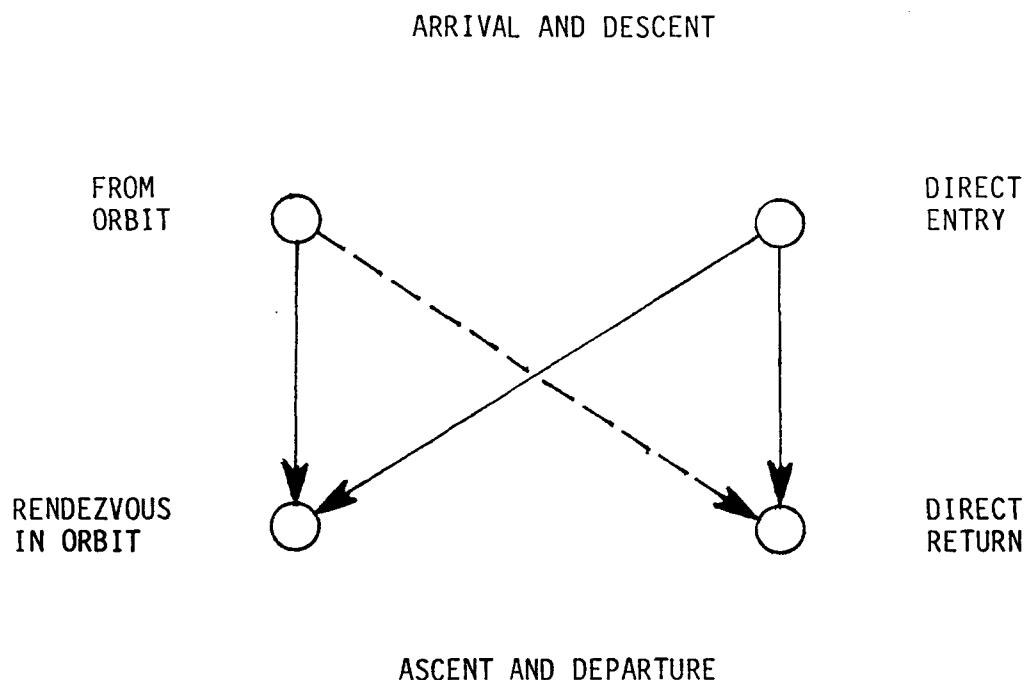 ARRIVAL AND DESCENT
FROM
ORBIT
DIRECT
ENTRY
RENDEZVOUS
IN ORBIT
DIRECT
RETURN
ASCENT AND DEPARTURE